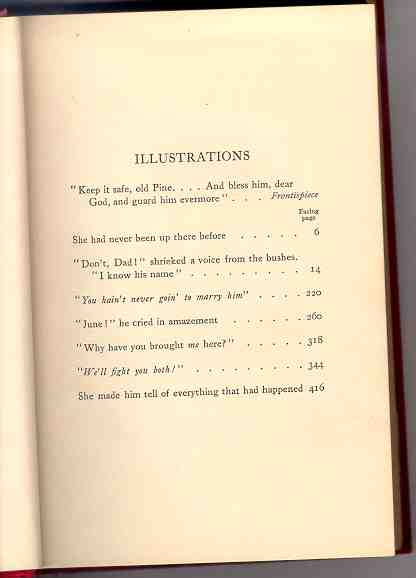 ILLUSTRATIONS
"Keep it safe, old Pine. . . . And bless him, dear
God, and guard him evermore" . . . Frontispiece
Facing
page
She had never been up there before . . . . . 6
"Don't, Dad!" shrieked a voice from the bushes.
"I know his name" . . . . . . . . . 14
"You hain't never goin' to marry him" . . . . 220
"June!" he cried in amazement . . . . . . 260
"Why have you brought me here?" . . . . . 318
"We'll fight you both!" . . . . . . . . . 344
She made him tell of everything that had happened 416